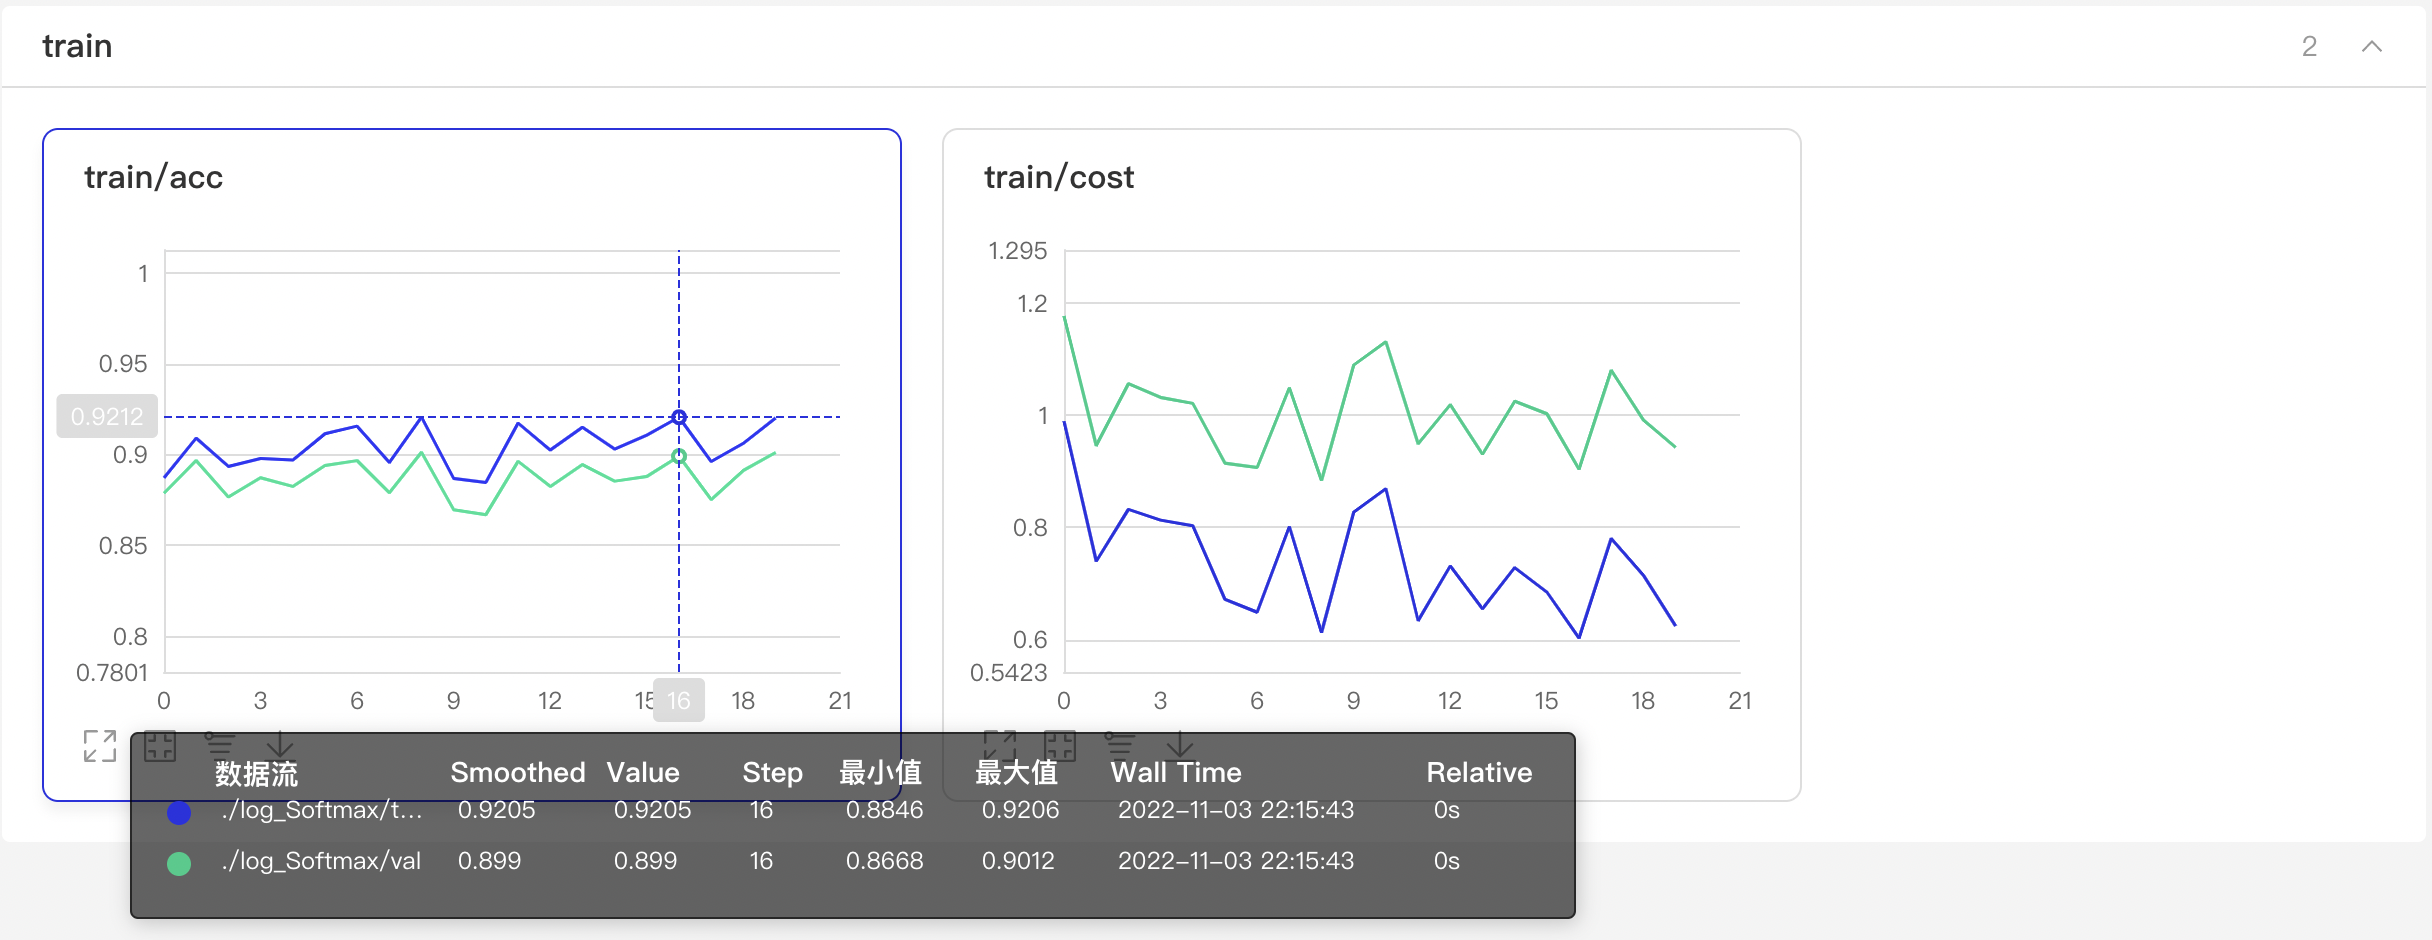 train
2
train/acc
1
0.95
0.9212
0.9
0.85
0.8
0.7801
0 3 6 9 12 15 16 18 21
train/cost
1.295
1.2
1
0.8
0.6
0.5423
0 3 6 9 12 15 18 21
数据流 Smoothed Value Step 最小值 最大值 Wall Time Relative
./log_Softmax/t... 0.9205 0.9205 16 0.8846 0.9206 2022-11-03 22:15:43 0s
./log_Softmax/val 0.899 0.899 16 0.8668 0.9012 2022-11-03 22:15:43 0s